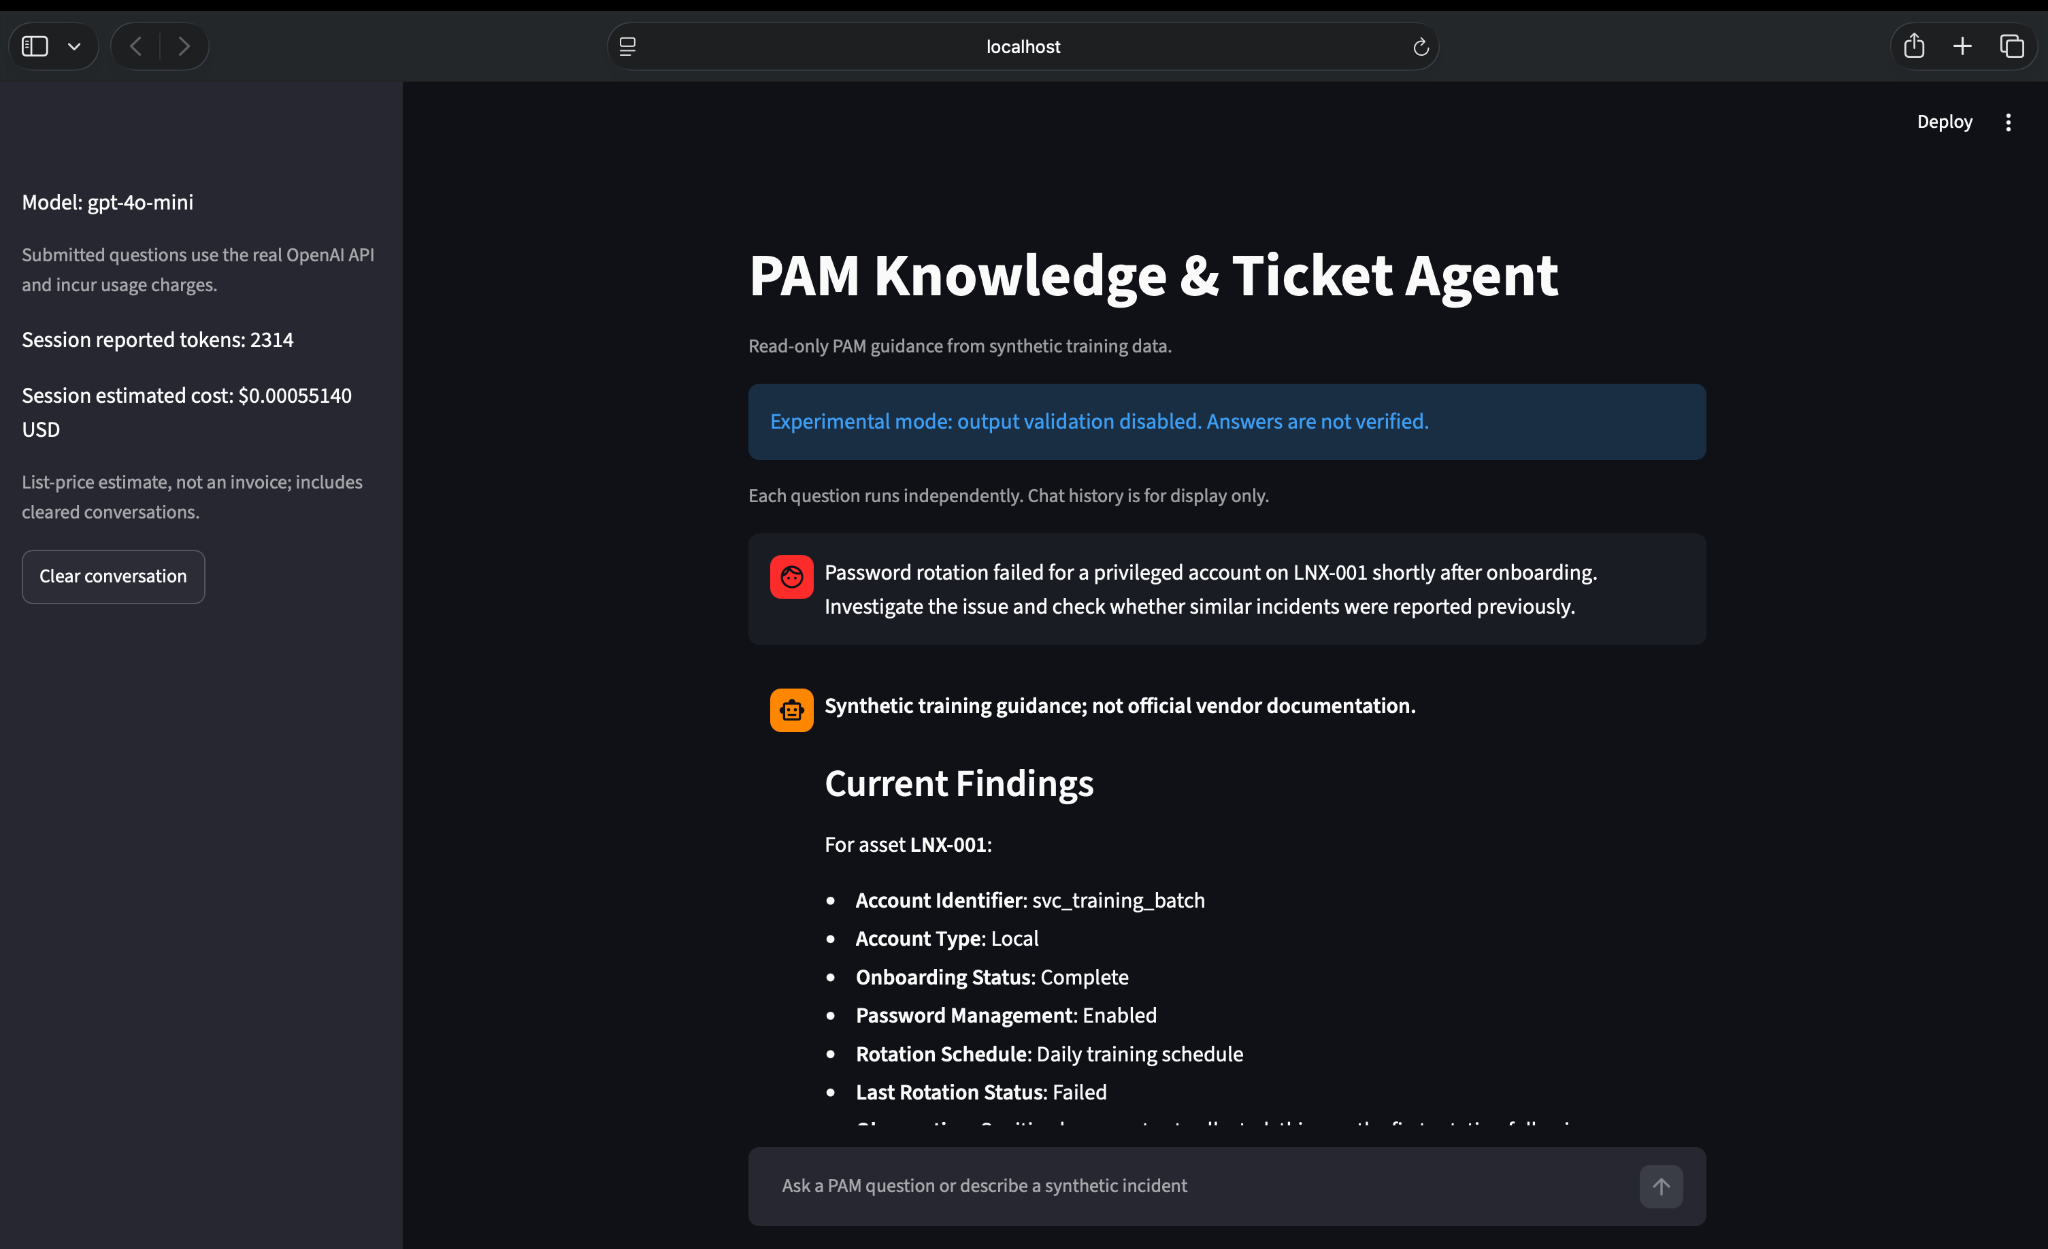 localhost
Deploy
Model: gpt-4o-mini
Submitted questions use the real OpenAI API
and incur usage charges.
Session reported tokens: 2314
Session estimated cost: $0.00055140
USD
List-price estimate, not an invoice; includes
cleared conversations.
Clear conversation
PAM Knowledge & Ticket Agent
Read-only PAM guidance from synthetic training data.
Experimental mode: output validation disabled. Answers are not verified.
Each question runs independently. Chat history is for display only.
Password rotation failed for a privileged account on LNX-001 shortly after onboarding.
Investigate the issue and check whether similar incidents were reported previously.
Synthetic training guidance; not official vendor documentation.
Current Findings
For asset LNX-001:
• Account Identifier: svc_training_batch
• Account Type: Local
• Onboarding Status: Complete
• Password Management: Enabled
• Rotation Schedule: Daily training schedule
• Last Rotation Status: Failed
Ask a PAM question or describe a synthetic incident